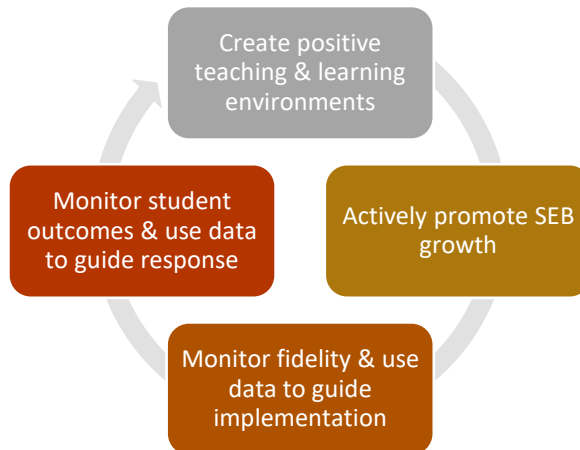 Create positive
teaching & learning
environments
Actively promote SEB
growth
Monitor fidelity & use
data to guide
implementation
Monitor student
outcomes & use data
to guide response